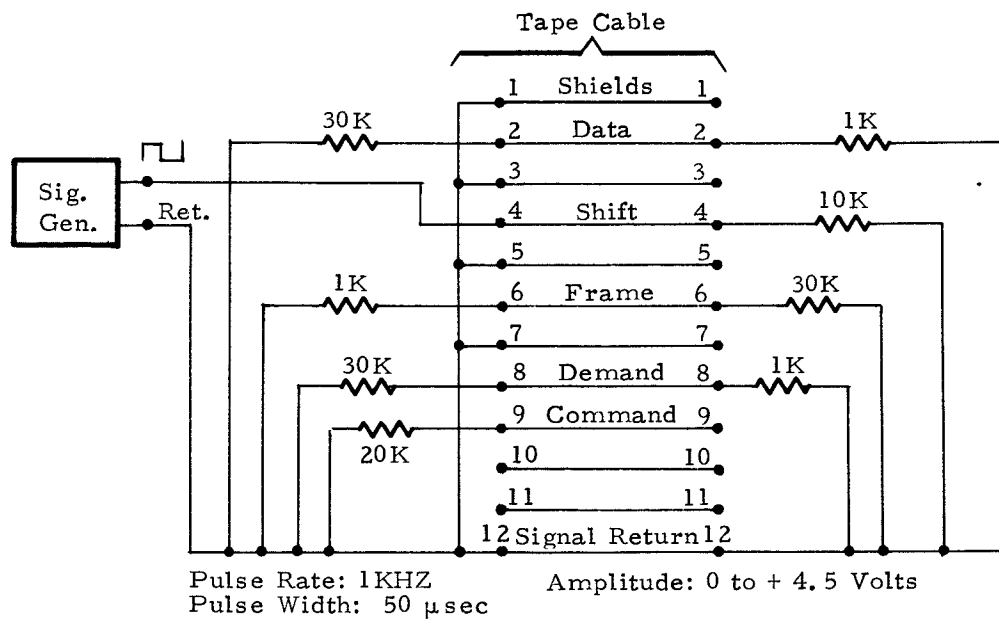 Tape Cable
1 Shields 1
30K
2 Data 2
1K
Sig.
Gen.
Ret.
3 3
4 Shift 4
10K
5 5
1K
6 Frame 6
30K
7 7
30K
8 Demand 8
1K
9 Command 9
20K
10 10
11 11
12 Signal Return 12
Pulse Rate: 1KHZ
Amplitude: 0 to + 4.5 Volts
Pulse Width: 50 μsec